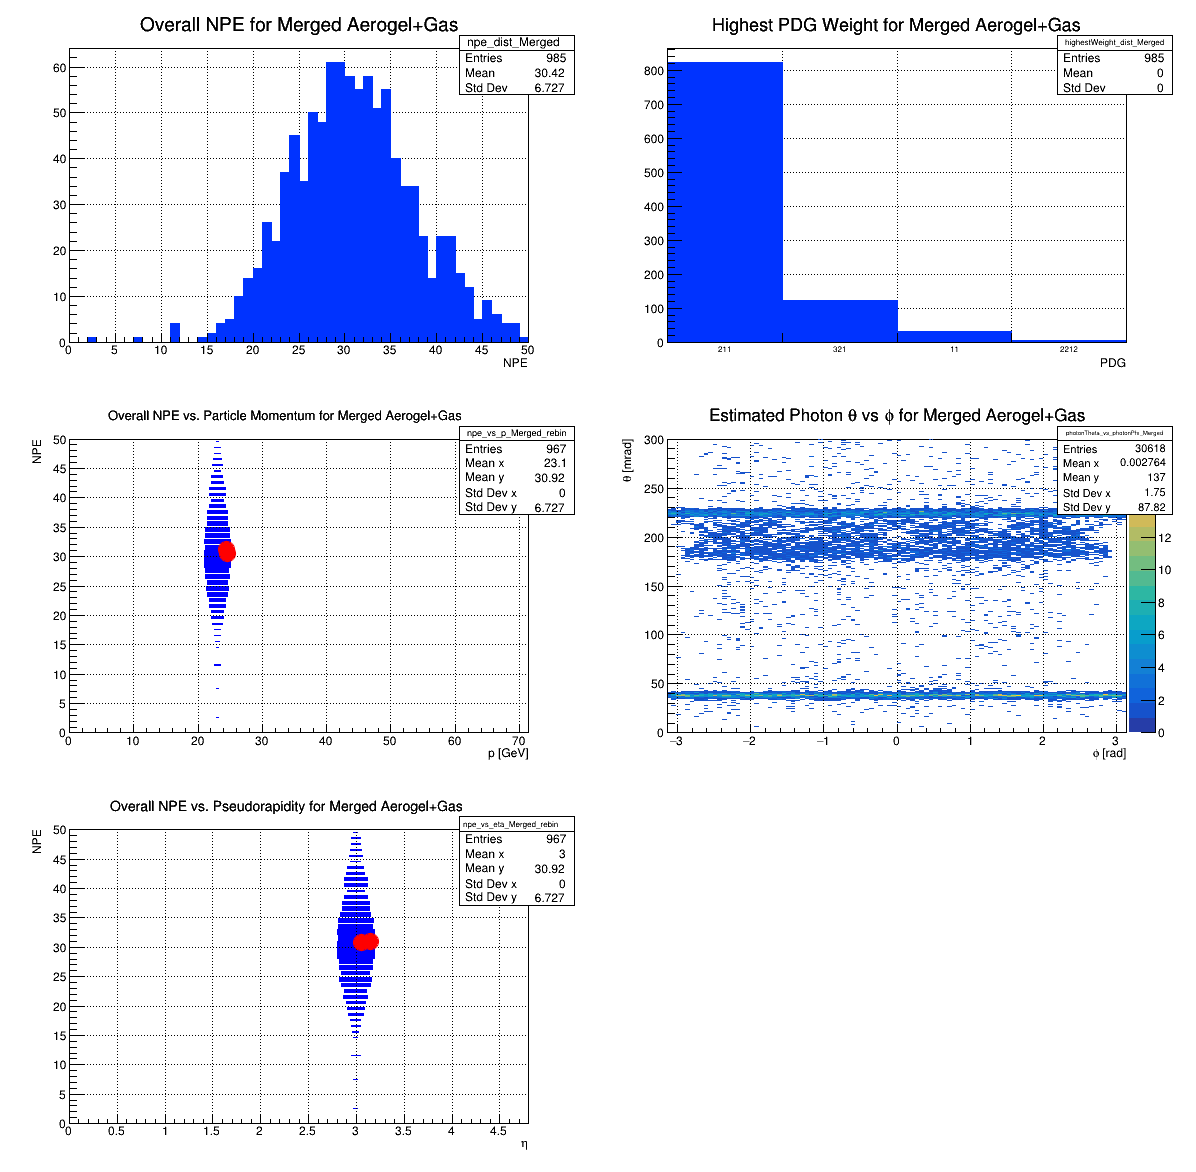 Overall NPE for Merged Aerogel+Gas
npe_dist_Merged
Entries 985
Mean 30.42
Std Dev 6.727
60
50
40
30
20
10
0
0 5 10 15 20 25 30 35 40 45 50
NPE
Highest PDG Weight for Merged Aerogel+Gas
highestWeight_dist_Merged
Entries 985
Mean 0
Std Dev 0
800
700
600
500
400
300
200
100
0
211 321 11 2212
PDG
Overall NPE vs. Particle Momentum for Merged Aerogel+Gas
npe_vs_p_Merged_rebin
Entries 967
Mean x 23.1
Mean y 30.92
Std Dev x 0
Std Dev y 6.727
NPE
50
45
40
35
30
25
20
15
10
5
0
0 10 20 30 40 50 60 70
p [GeV]
Estimated Photon θ vs ϕ for Merged Aerogel+Gas
photonTheta_vs_photonPhi_Merged
Entries 30618
Mean x 0.002764
Mean y 137
Std Dev x 1.75
Std Dev y 87.82
θ [mrad]
300
250
200
150
100
50
0
−3 −2 −1 0 1 2 3
ϕ [rad]
12
10
8
6
4
2
0
Overall NPE vs. Pseudorapidity for Merged Aerogel+Gas
npe_vs_eta_Merged_rebin
Entries 967
Mean x 3
Mean y 30.92
Std Dev x 0
Std Dev y 6.727
NPE
50
45
40
35
30
25
20
15
10
5
0
0 0.5 1 1.5 2 2.5 3 3.5 4 4.5
η